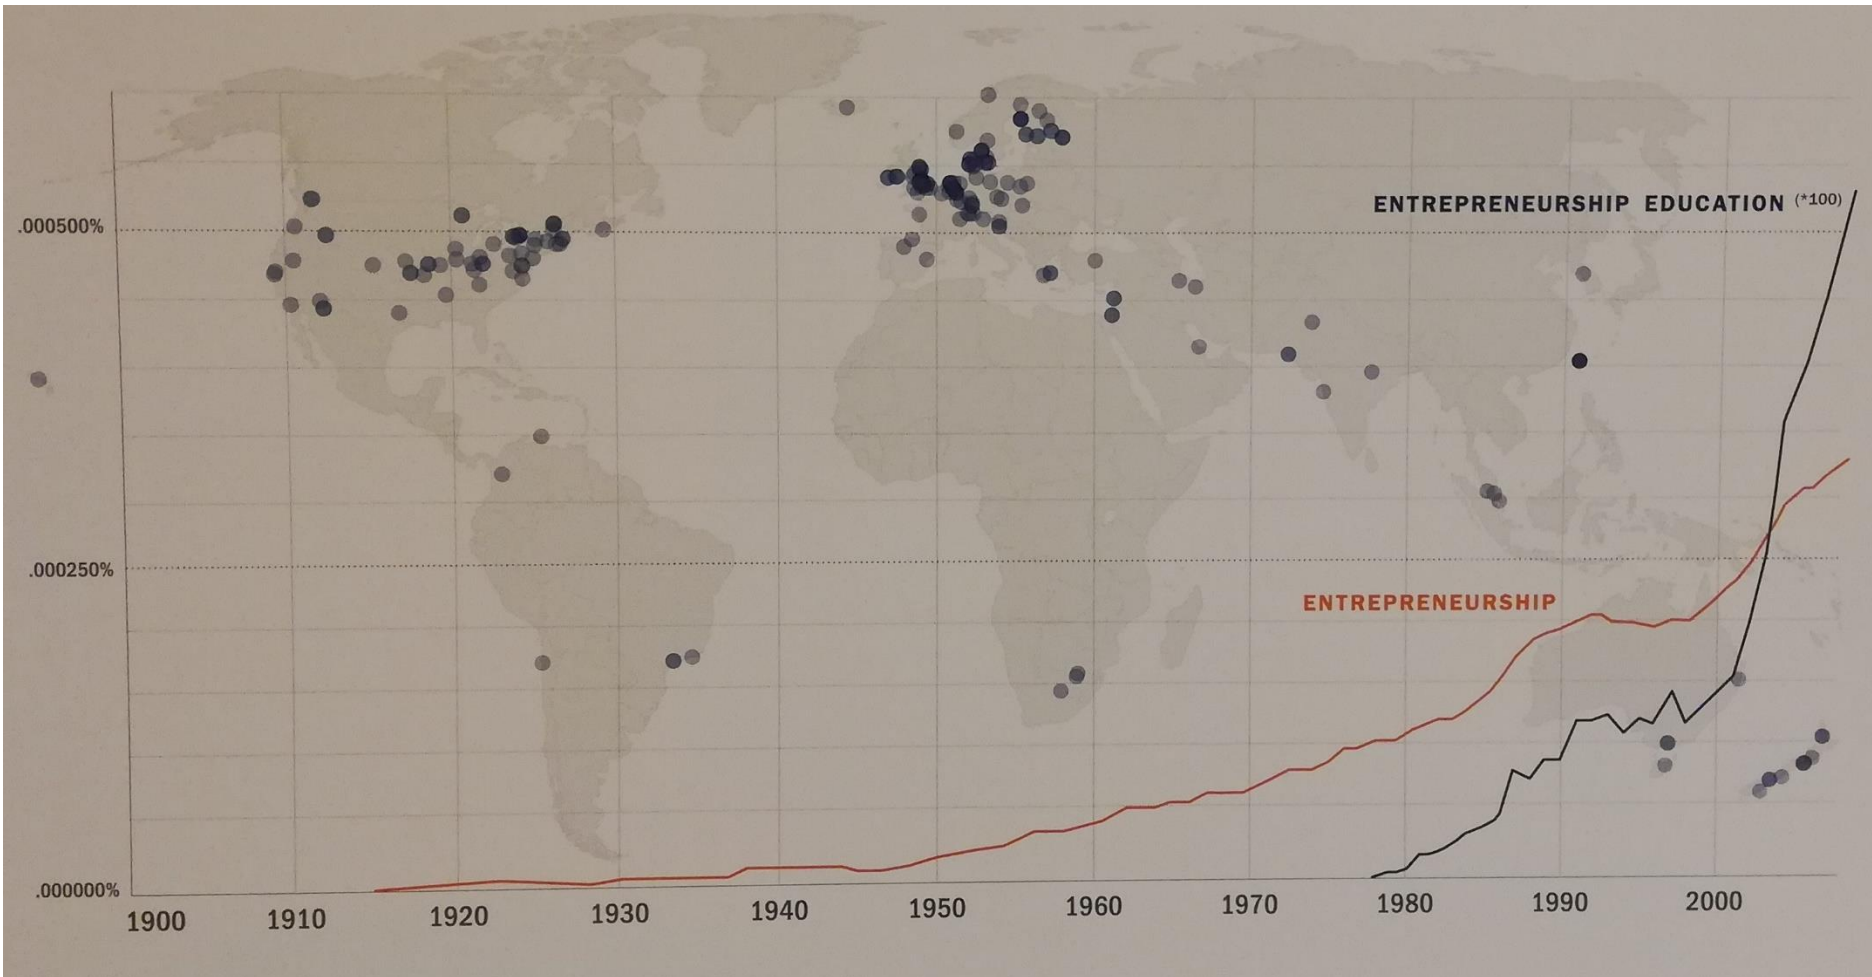 ENTREPRENEURSHIP EDUCATION (*100)
.000500%
.000250%
ENTREPRENEURSHIP
.000000%
1900 1910 1920 1930 1940 1950 1960 1970 1980 1990 2000